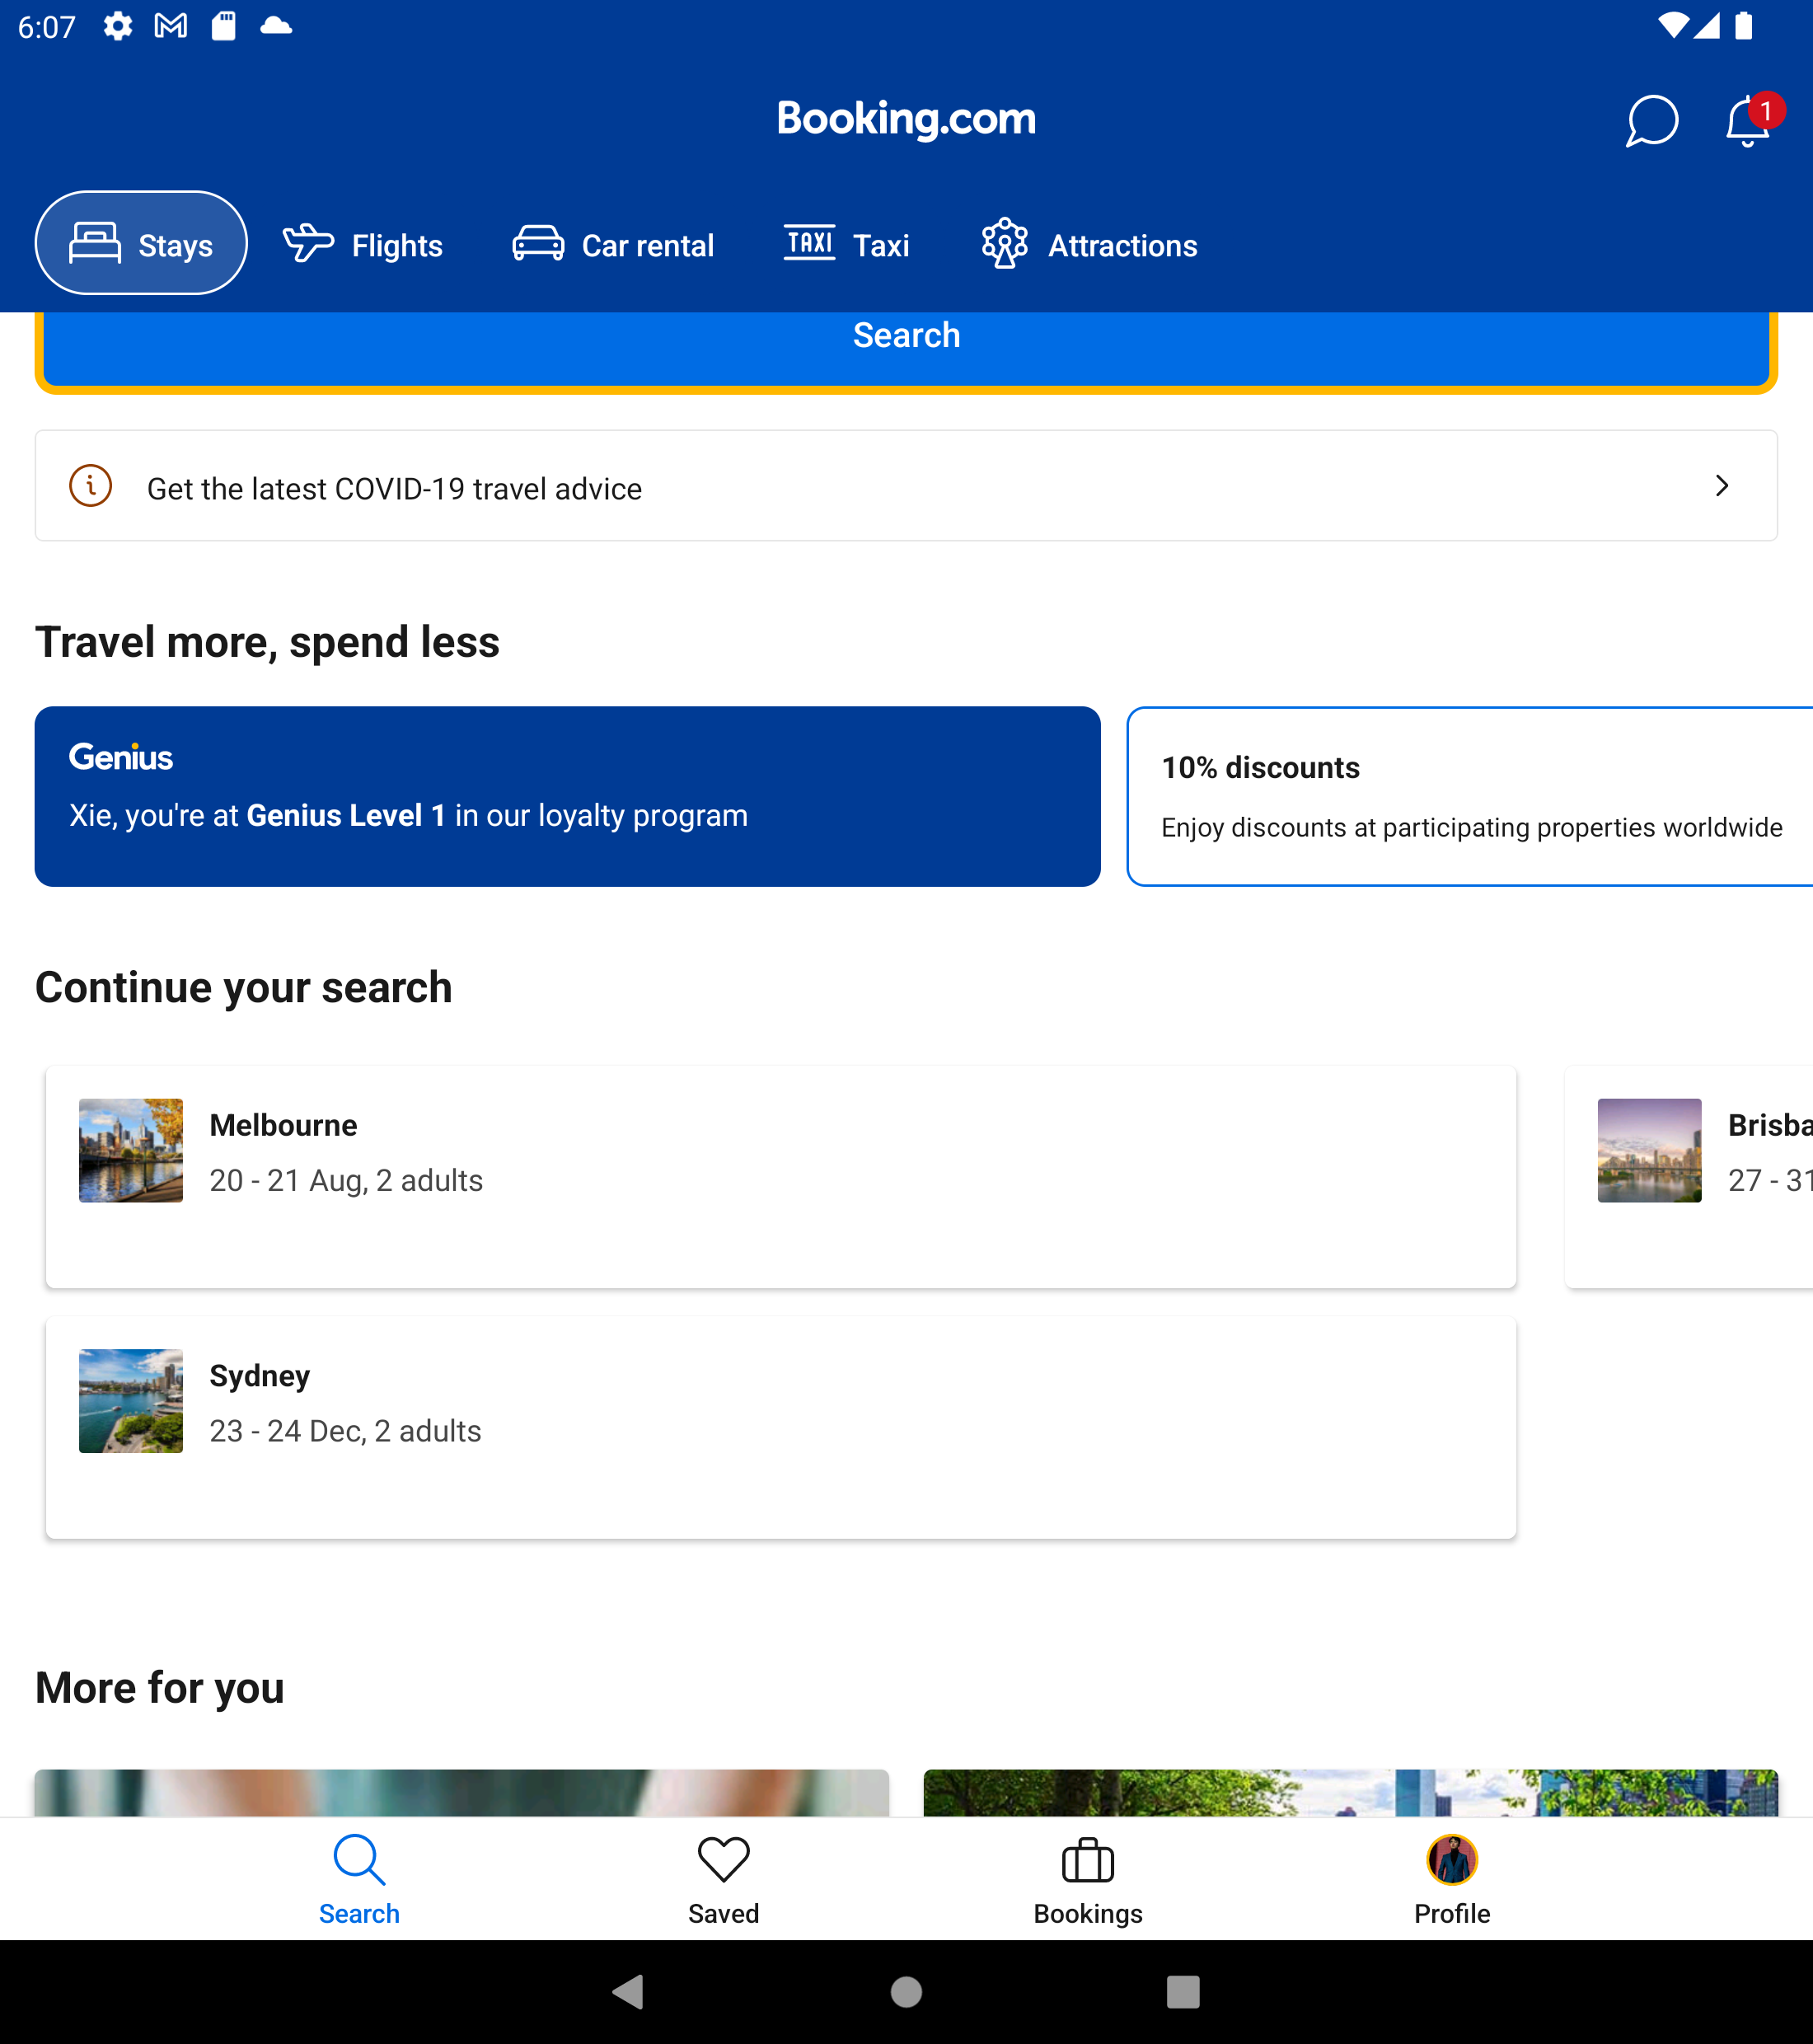 6:07
Booking.com
1
Stays
Flights
Car rental
TAXI Taxi
Attractions
Search
Get the latest COVID-19 travel advice
Travel more, spend less
Genius
Xie, you're at Genius Level 1 in our loyalty program
10% discounts
Enjoy discounts at participating properties worldwide
Continue your search
Melbourne
20 - 21 Aug, 2 adults
Brisba
27 - 31
Sydney
23 - 24 Dec, 2 adults
More for you
Search
Saved
Bookings
Profile